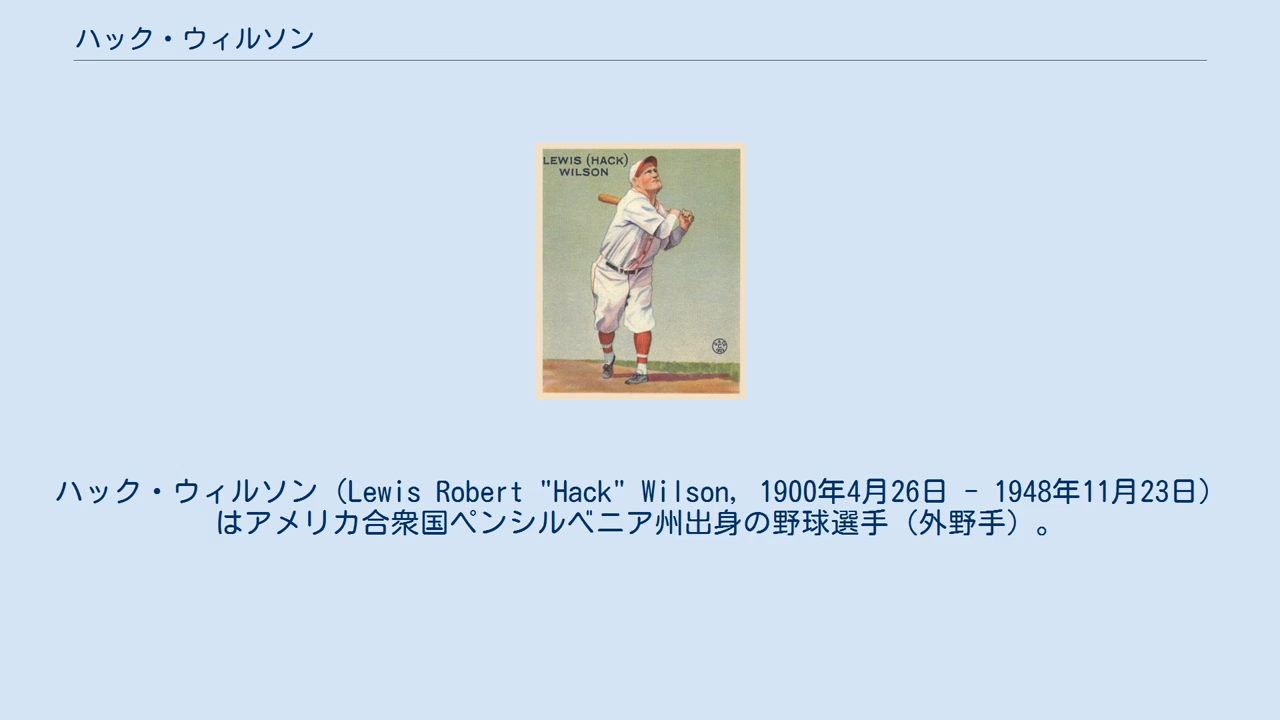 ハック・ウィルソン
LEWIS (HACK)
WILSON
ハック・ウィルソン（Lewis Robert "Hack" Wilson, 1900年4月26日 - 1948年11月23日）
はアメリカ合衆国ペンシルベニア州出身の野球選手（外野手）。